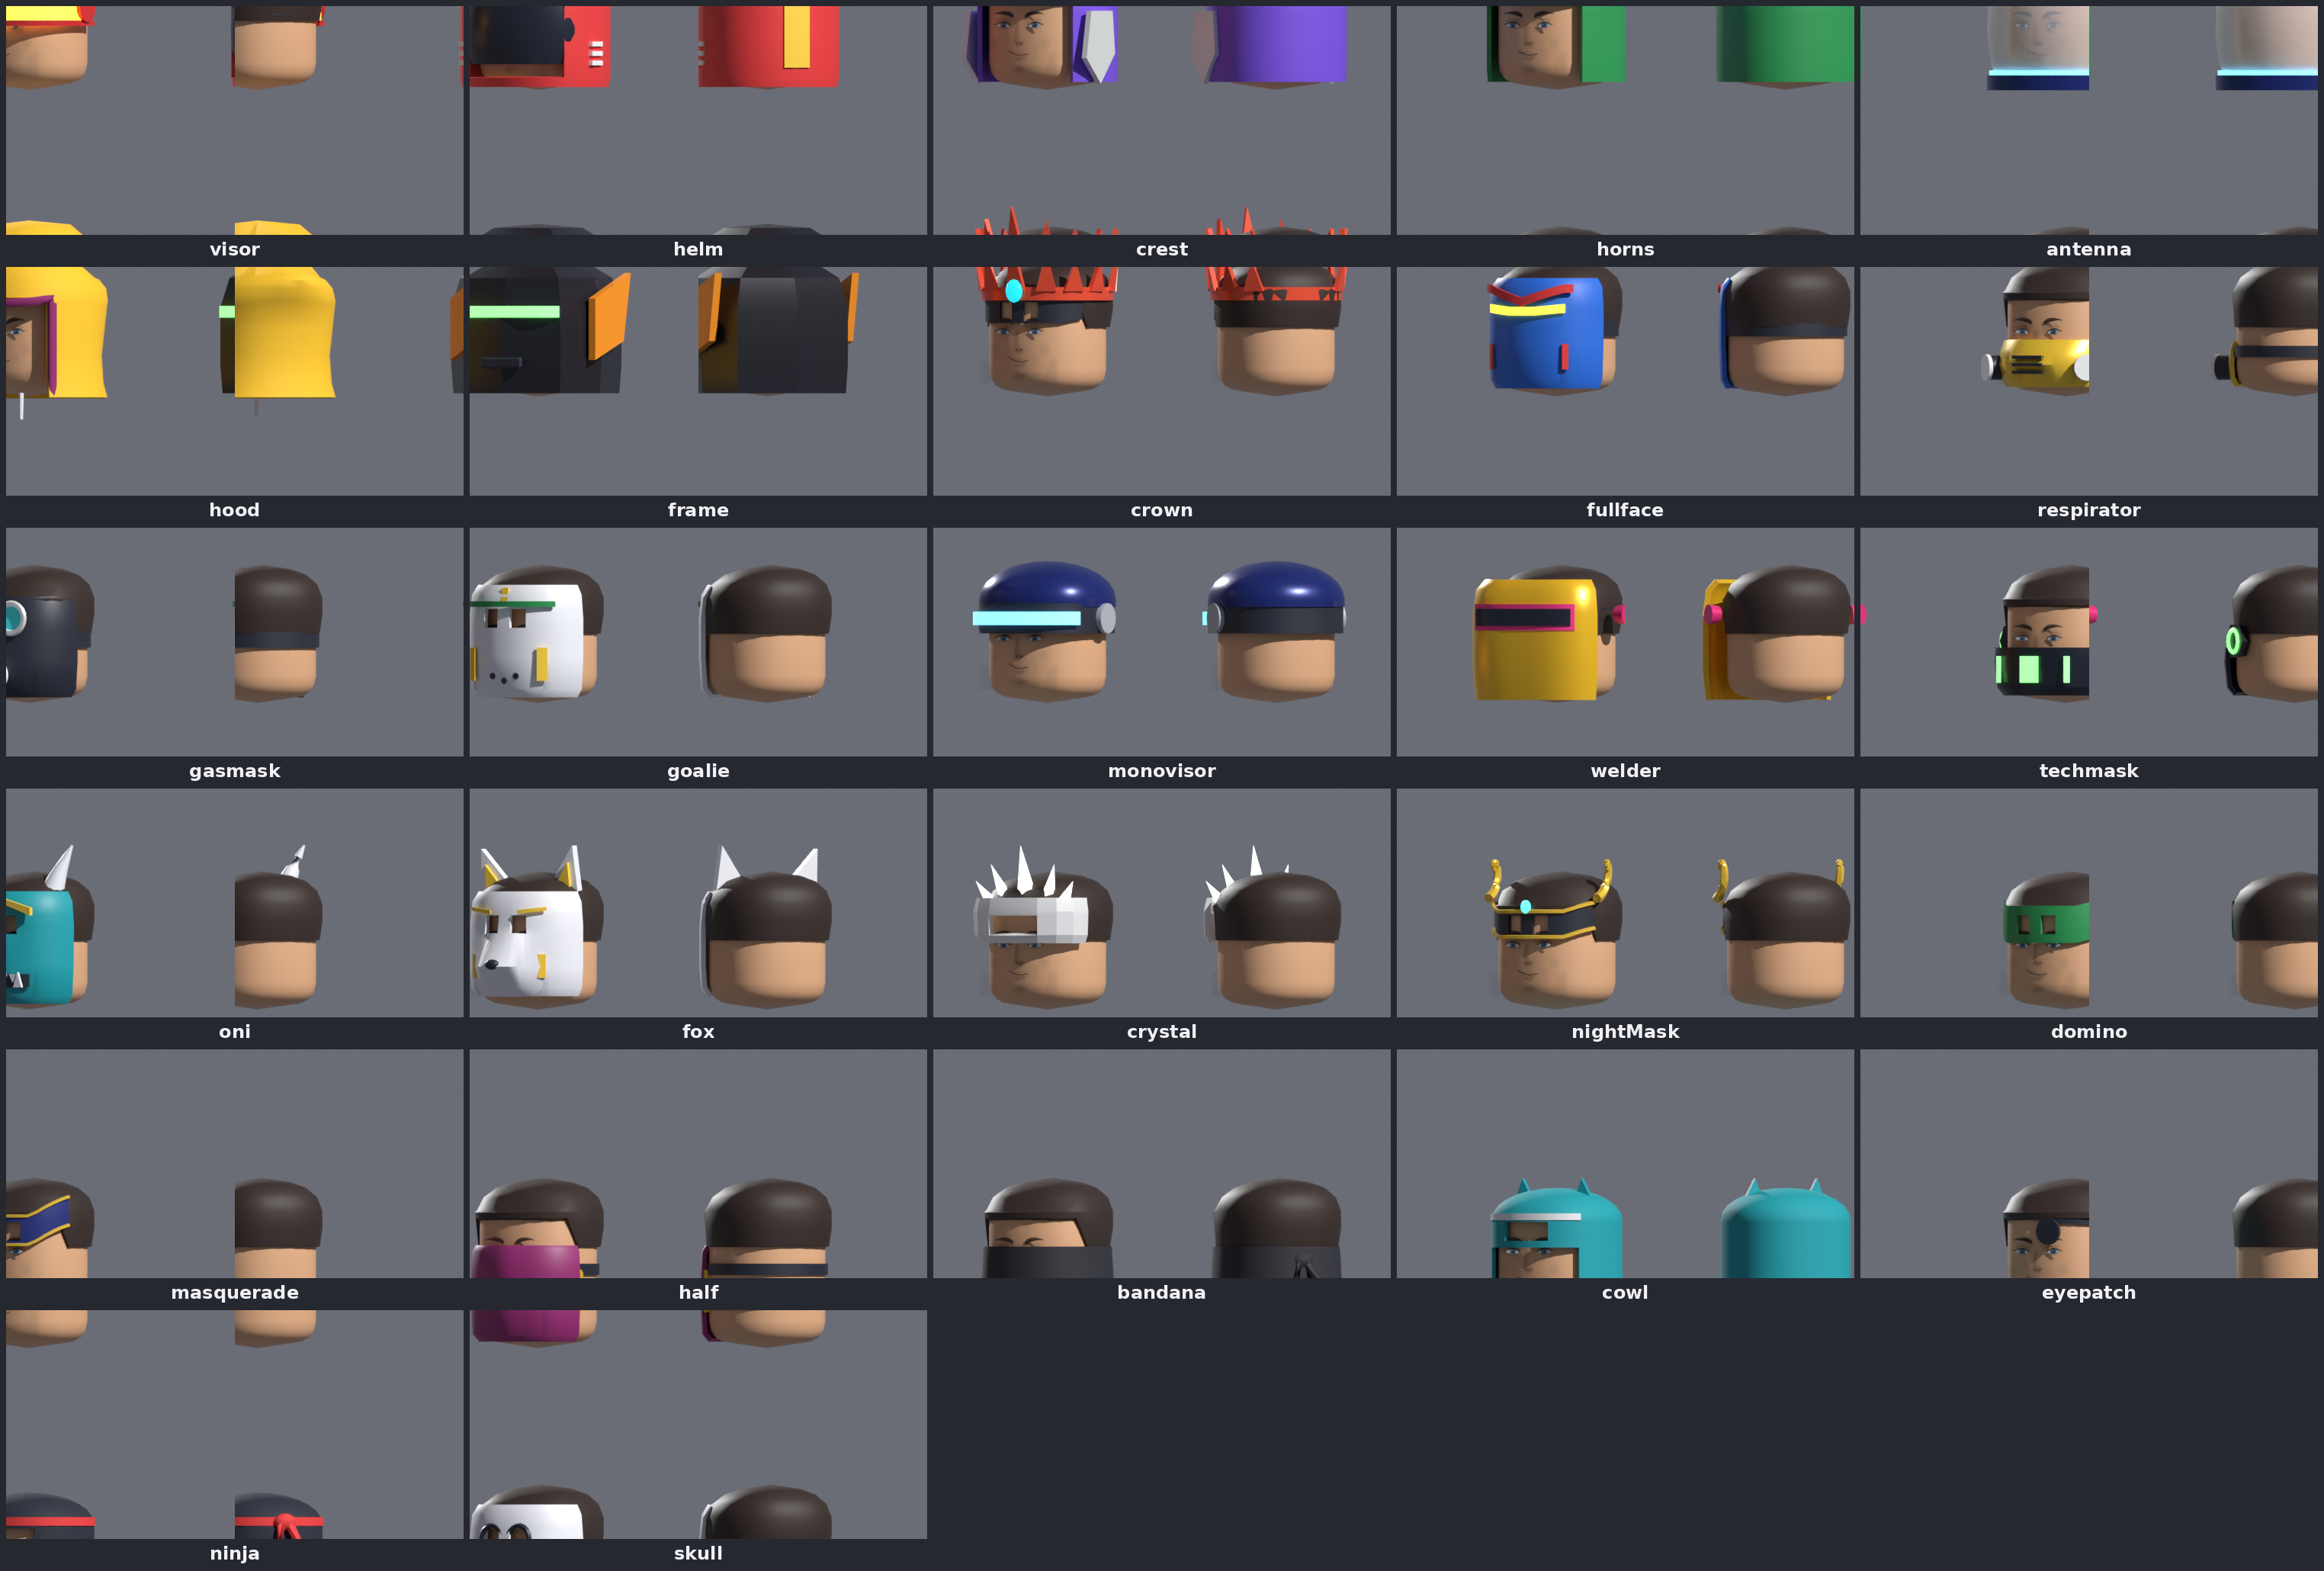 visor
helm
crest
horns
antenna
hood
frame
crown
fullface
respirator
gasmask
goalie
monovisor
welder
techmask
oni
fox
crystal
nightMask
domino
masquerade
half
bandana
cowl
eyepatch
ninja
skull